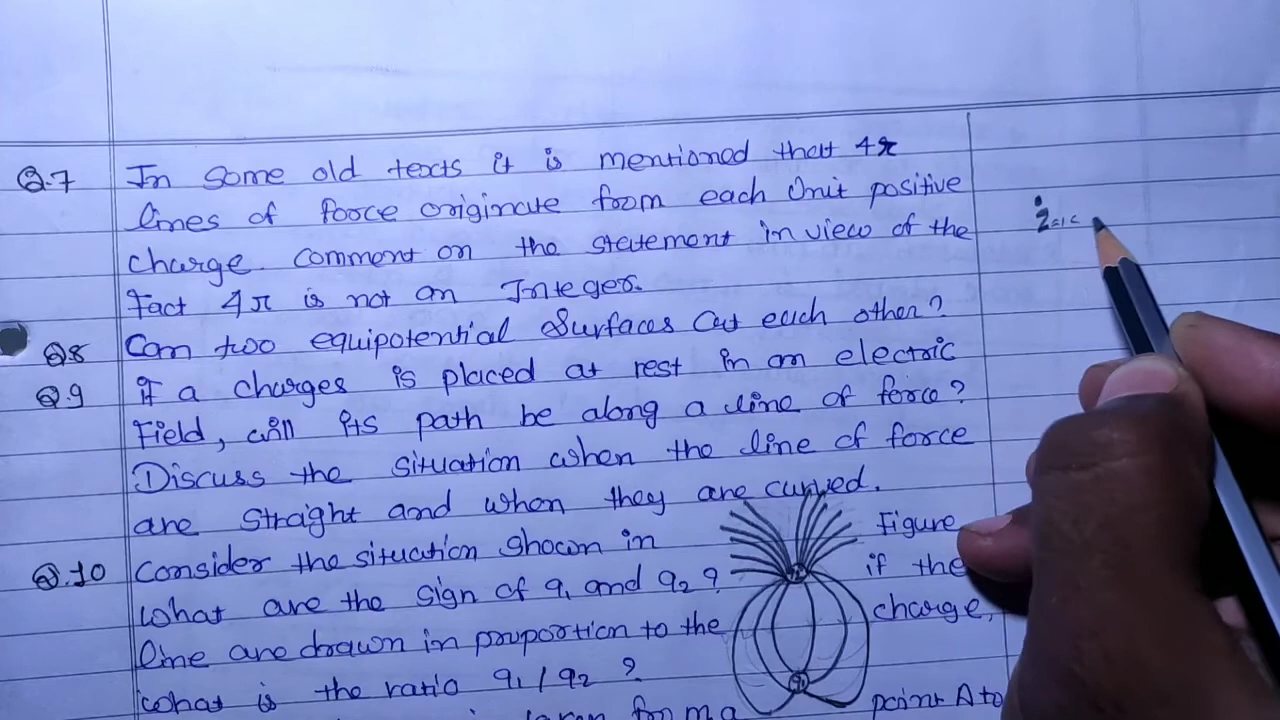 Q.7 In some old texts it is mentioned that 4π
lines of force originate from each Unit positive
charge. comment on the statement in view of the
fact 4π is not an Integer.
Q8 Can two equipotential Surfaces Cut each other?
Q9 if a charges is placed at rest in an electric
Field, will its path be along a line of force?
Discuss the situation when the line of force
are straight and when they are curved.
Q.10 Consider the situation shown in Figure
What are the sign of q1 and q2? if the
line are drawn in proportion to the charge,
What is the ratio q1/q2?
q2
q1
form a point A to